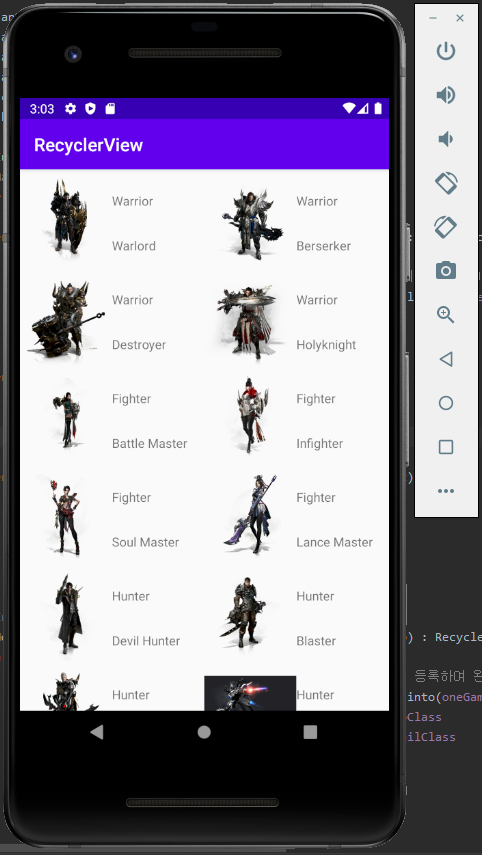 3:03
RecyclerView
Warrior
Warlord
Warrior
Berserker
Warrior
Destroyer
Warrior
Holyknight
Fighter
Battle Master
Fighter
Infighter
Fighter
Soul Master
Fighter
Lance Master
Hunter
Devil Hunter
Hunter
Blaster
Hunter
Hunter
) : Recycle
등록하여 온
into(oneGam
Class
ilClass